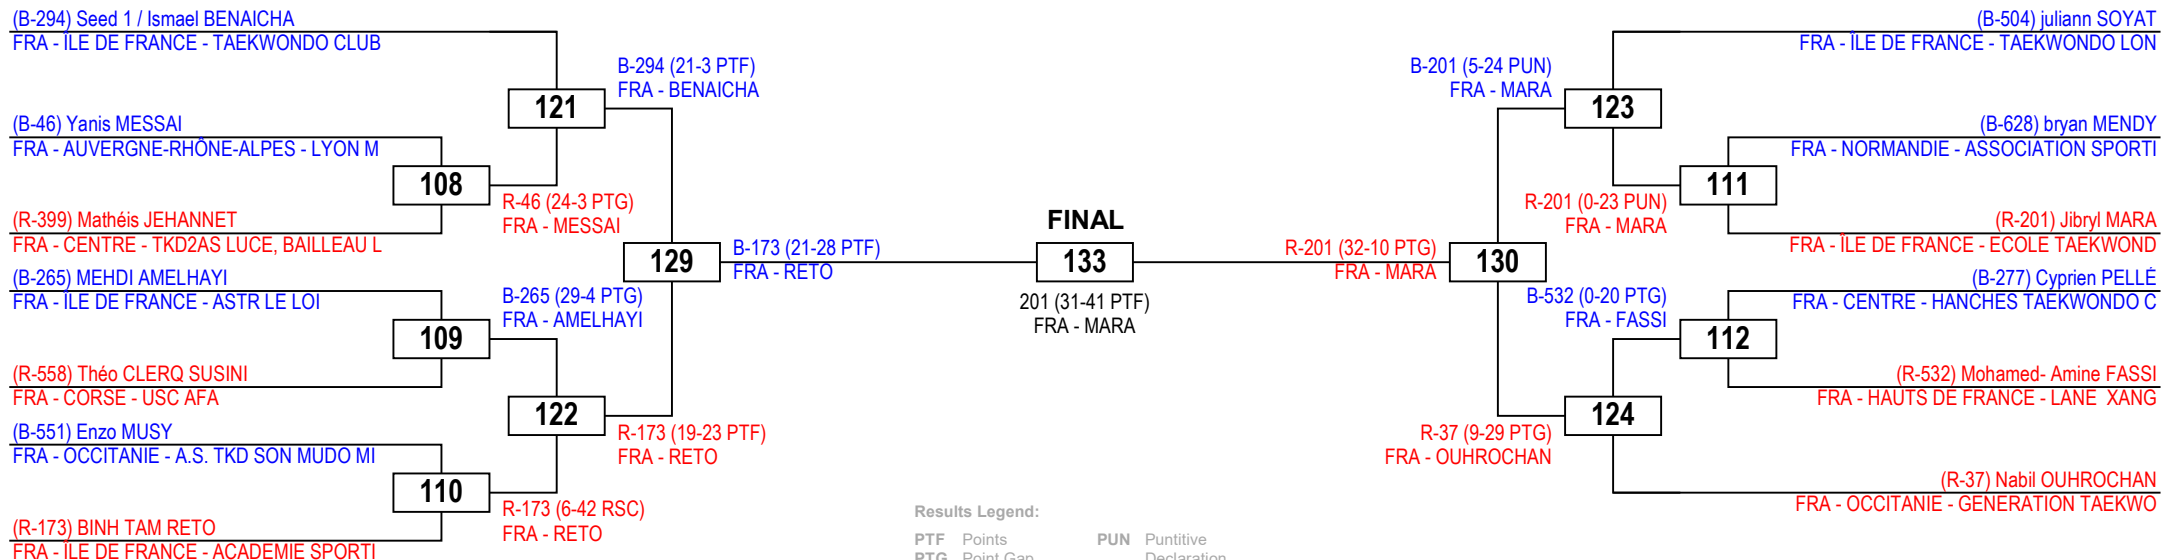 (B-294) Seed 1 / Ismael BENAICHA
FRA - ÎLE DE FRANCE - TAEKWONDO CLUB
B-294 (21-3 PTF)
FRA - BENAICHA
121
(B-46) Yanis MESSAI
FRA - AUVERGNE-RHÔNE-ALPES - LYON M
108
R-46 (24-3 PTG)
FRA - MESSAI
(R-399) Mathéis JEHANNET
FRA - CENTRE - TKD2AS LUCE, BAILLEAU L
129
B-173 (21-28 PTF)
FRA - RETO
(B-265) MEHDI AMELHAYI
FRA - ÎLE DE FRANCE - ASTR LE LOI
B-265 (29-4 PTG)
FRA - AMELHAYI
109
(R-558) Théo CLERQ SUSINI
FRA - CORSE - USC AFA
122
R-173 (19-23 PTF)
FRA - RETO
(B-551) Enzo MUSY
FRA - OCCITANIE - A.S. TKD SON MUDO MI
110
R-173 (6-42 RSC)
FRA - RETO
(R-173) BINH TAM RETO
FRA - ÎLE DE FRANCE - ACADEMIE SPORTI
FINAL
133
201 (31-41 PTF)
FRA - MARA
(B-504) juliann SOYAT
FRA - ÎLE DE FRANCE - TAEKWONDO LON
B-201 (5-24 PUN)
FRA - MARA
123
(B-628) bryan MENDY
FRA - NORMANDIE - ASSOCIATION SPORTI
111
R-201 (0-23 PUN)
FRA - MARA
(R-201) Jibryl MARA
FRA - ÎLE DE FRANCE - ECOLE TAEKWOND
R-201 (32-10 PTG)
FRA - MARA
130
(B-277) Cyprien PELLÉ
FRA - CENTRE - HANCHES TAEKWONDO C
B-532 (0-20 PTG)
FRA - FASSI
112
(R-532) Mohamed- Amine FASSI
FRA - HAUTS DE FRANCE - LANE XANG
124
R-37 (9-29 PTG)
FRA - OUHROCHAN
(R-37) Nabil OUHROCHAN
FRA - OCCITANIE - GENERATION TAEKWO
Results Legend:
PTF Points PUN Puntitive
PTG Point Gap Declaration